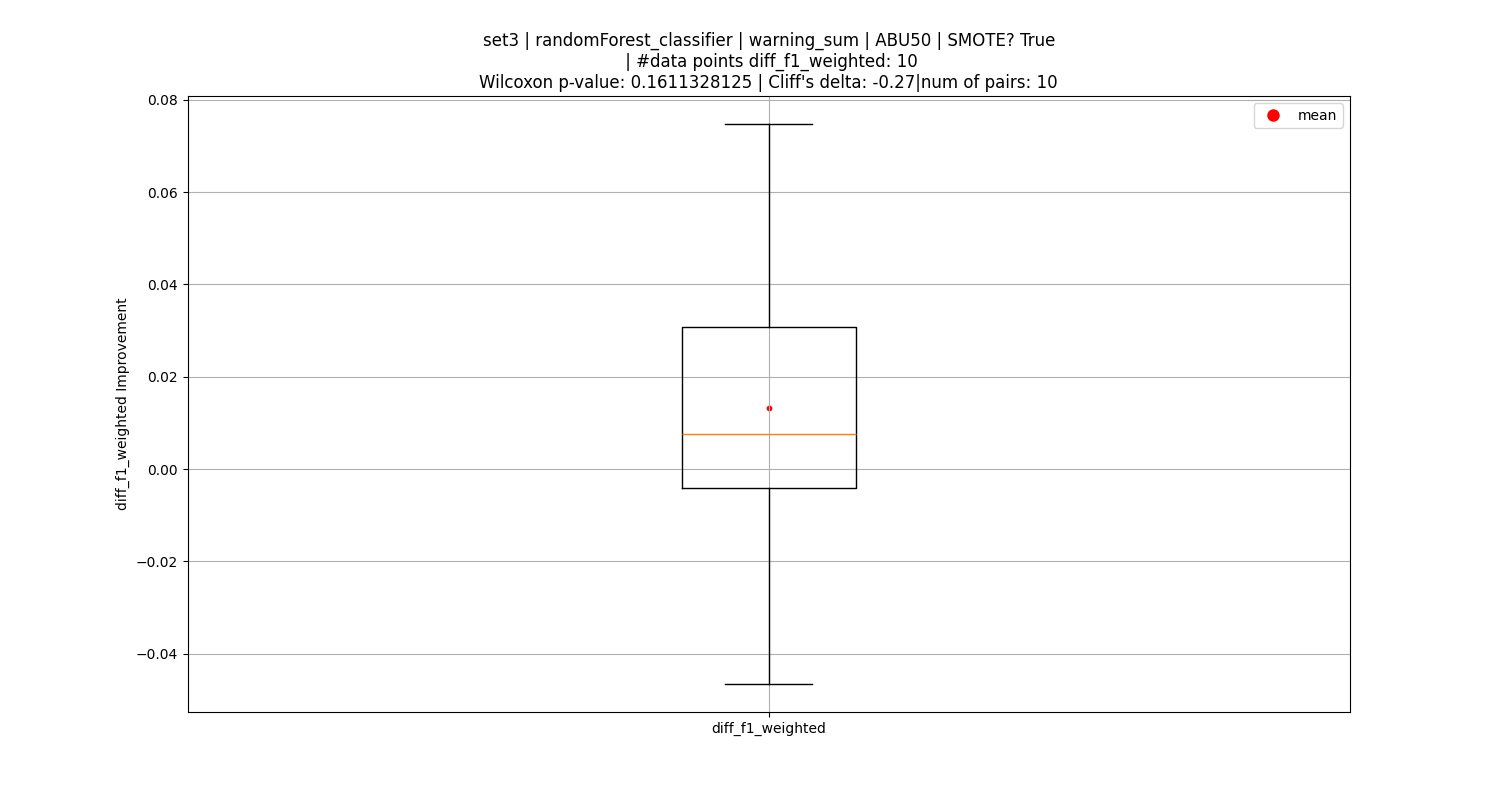 set3 | randomForest_classifier | warning_sum | ABU50 | SMOTE? True
| #data points diff_f1_weighted: 10
Wilcoxon p-value: 0.1611328125 | Cliff's delta: -0.27|num of pairs: 10
mean
0.08
0.06
0.04
0.02
0.00
−0.02
−0.04
diff_f1_weighted Improvement
diff_f1_weighted